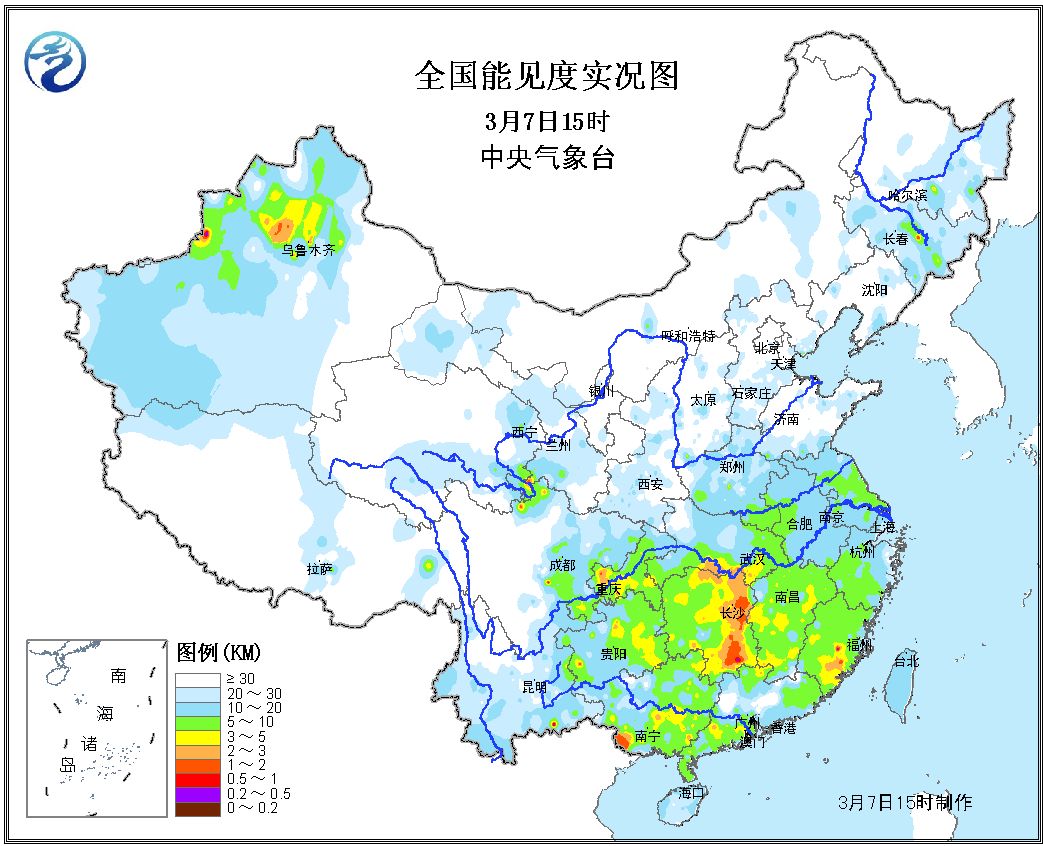 全国能见度实况图
3月7日15时
中央气象台
哈尔滨
长春
乌鲁木齐
沈阳
呼和浩特
北京
天津
银川
太原
石家庄
济南
西宁
兰州
郑州
西安
合肥
南京
上海
杭州
拉萨
成都
武汉
重庆
南昌
长沙
贵阳
福州
台北
昆明
广州
香港
南宁
澳门
海口
南
海
诸
岛
图例(KM)
≥30
20～30
10～20
5～10
3～5
2～3
1～2
0.5～1
0.2～0.5
0～0.2
3月7日15时制作